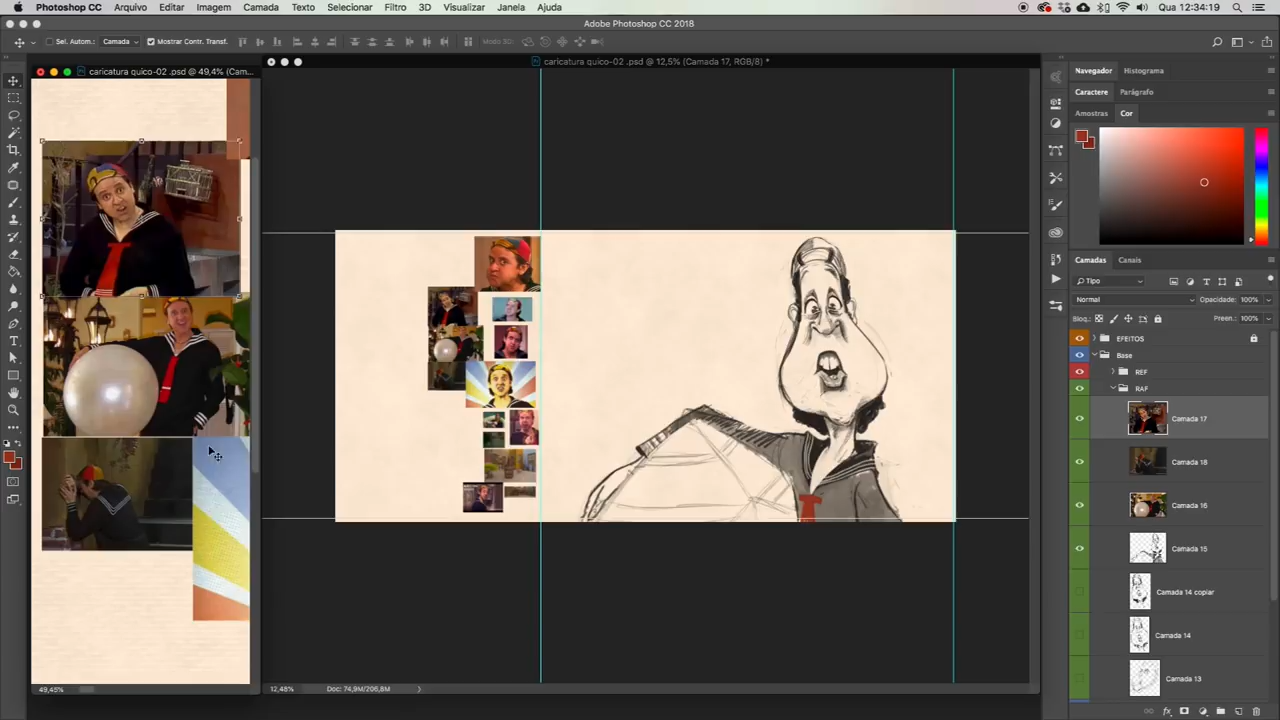 Photoshop CC Arquivo Editar Imagem Camada Texto Selecionar Filtro 3D Visualizar Janela Ajuda Qua 12:34:19
Adobe Photoshop CC 2018
Sel. Autom.: Camada Mostrar Contr. Transf. Modo 3D:
caricatura quico-02 .psd @ 49,4% (Cam...
caricatura quico-02 .psd @ 12,5% (Camada 17, RGB/8) *
Navegador Histograma
Caractere Parágrafo
Amostras Cor
Camadas Canais
Tipo
Normal Opacidade: 100%
Bloq.: Preen.: 100%
EFEITOS
Base
REF
RAF
Camada 17
Camada 18
Camada 16
Camada 15
Camada 14 copiar
Camada 14
Camada 13
49,45%
12,48% Doc: 74,9M/206,8M